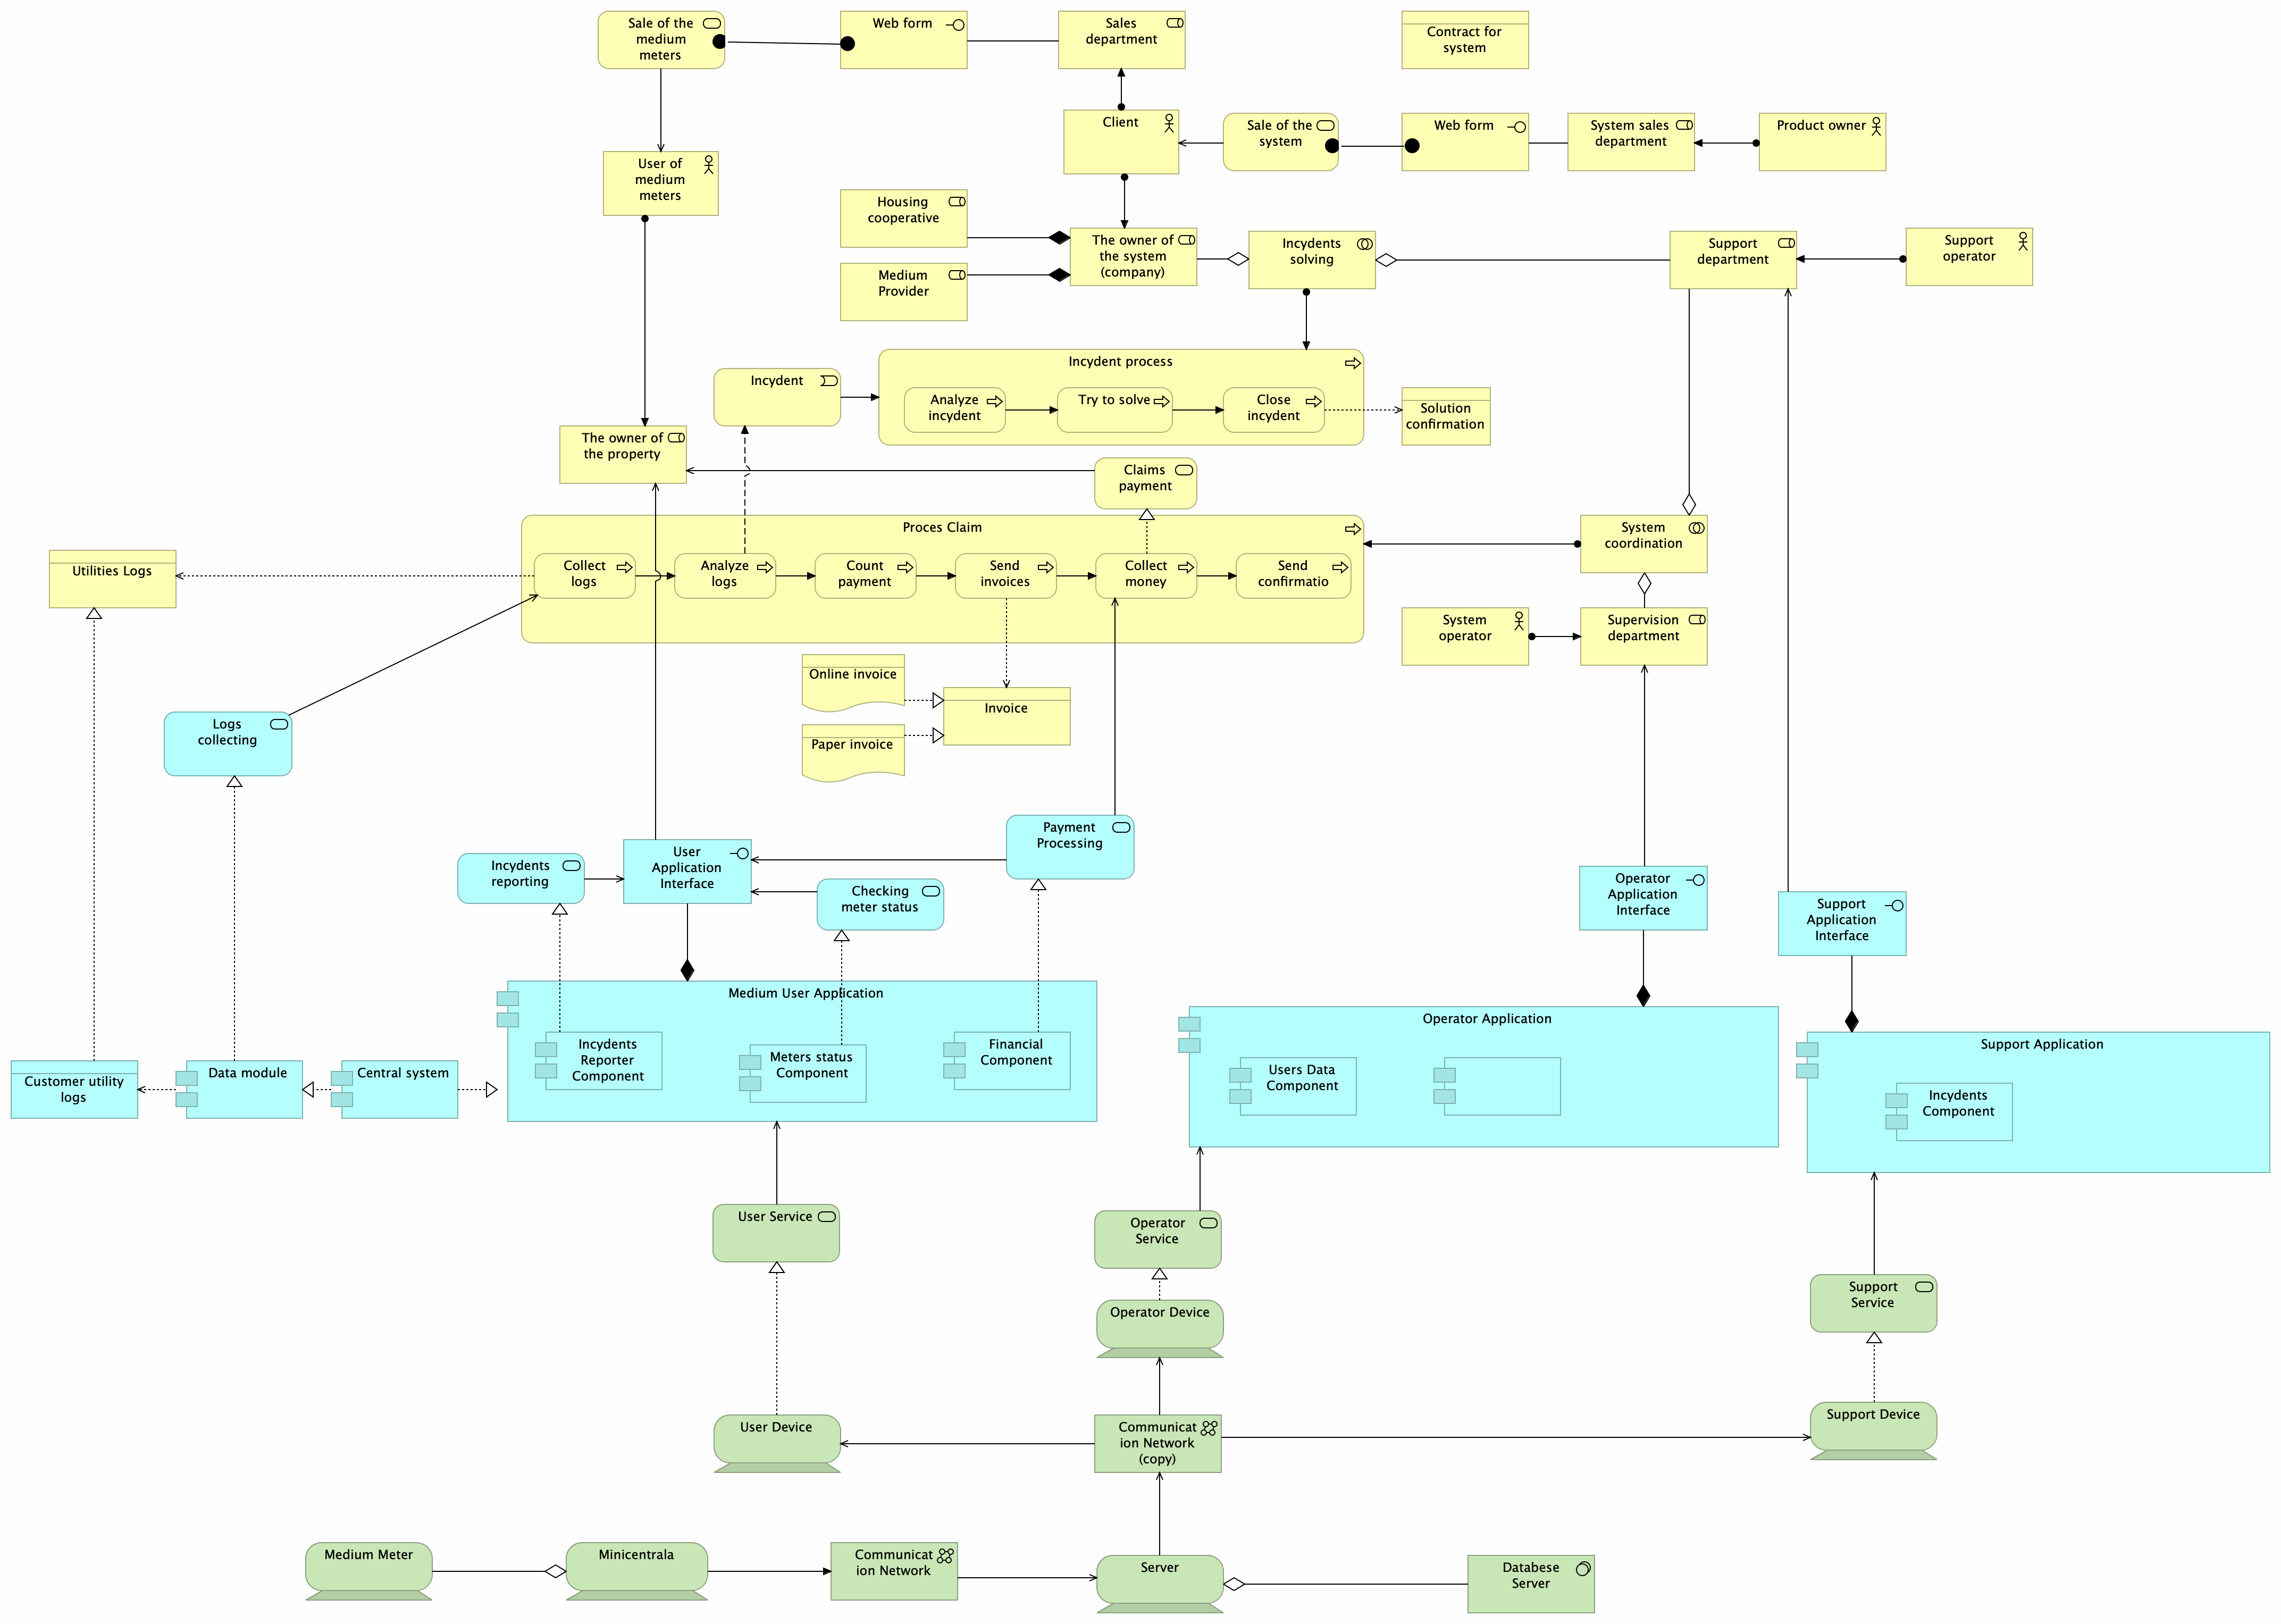 Sale of the
medium
meters
Web form
Sales
department
Contract for
system
Client
Sale of the
system
Web form
System sales
department
Product owner
User of
medium
meters
Housing
cooperative
The owner of
the system
(company)
Incydents
solving
Support
department
Support
operator
Medium
Provider
Incydent process
Incydent
Analyze
incydent
Try to solve
Close
incydent
Solution
confirmation
The owner of
the property
Claims
payment
Proces Claim
System
coordination
Utilities Logs
Collect
logs
Analyze
logs
Count
payment
Send
invoices
Collect
money
Send
confirmatio
System
operator
Supervision
department
Online invoice
Invoice
Paper invoice
Logs
collecting
Payment
Processing
User
Application
Interface
Incydents
reporting
Checking
meter status
Operator
Application
Interface
Support
Application
Interface
Medium User Application
Operator Application
Support Application
Incydents
Reporter
Component
Meters status
Component
Financial
Component
Users Data
Component
Incydents
Component
Customer utility
logs
Data module
Central system
User Service
Operator
Service
Support
Service
Operator Device
User Device
Communicat
ion Network
(copy)
Support Device
Medium Meter
Minicentrala
Communicat
ion Network
Server
Databese
Server